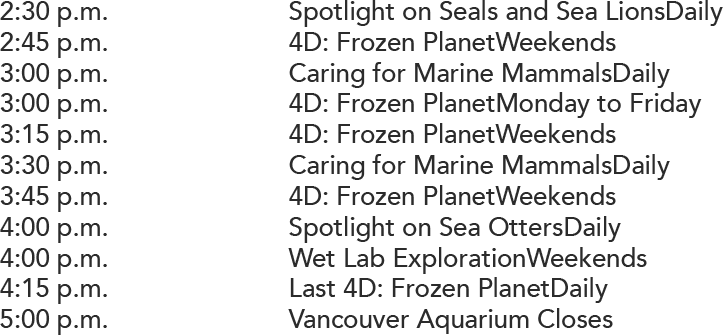 2:30 p.m. Spotlight on Seals and Sea LionsDaily
2:45 p.m. 4D: Frozen PlanetWeekends
3:00 p.m. Caring for Marine MammalsDaily
3:00 p.m. 4D: Frozen PlanetMonday to Friday
3:15 p.m. 4D: Frozen PlanetWeekends
3:30 p.m. Caring for Marine MammalsDaily
3:45 p.m. 4D: Frozen PlanetWeekends
4:00 p.m. Spotlight on Sea OttersDaily
4:00 p.m. Wet Lab ExplorationWeekends
4:15 p.m. Last 4D: Frozen PlanetDaily
5:00 p.m. Vancouver Aquarium Closes